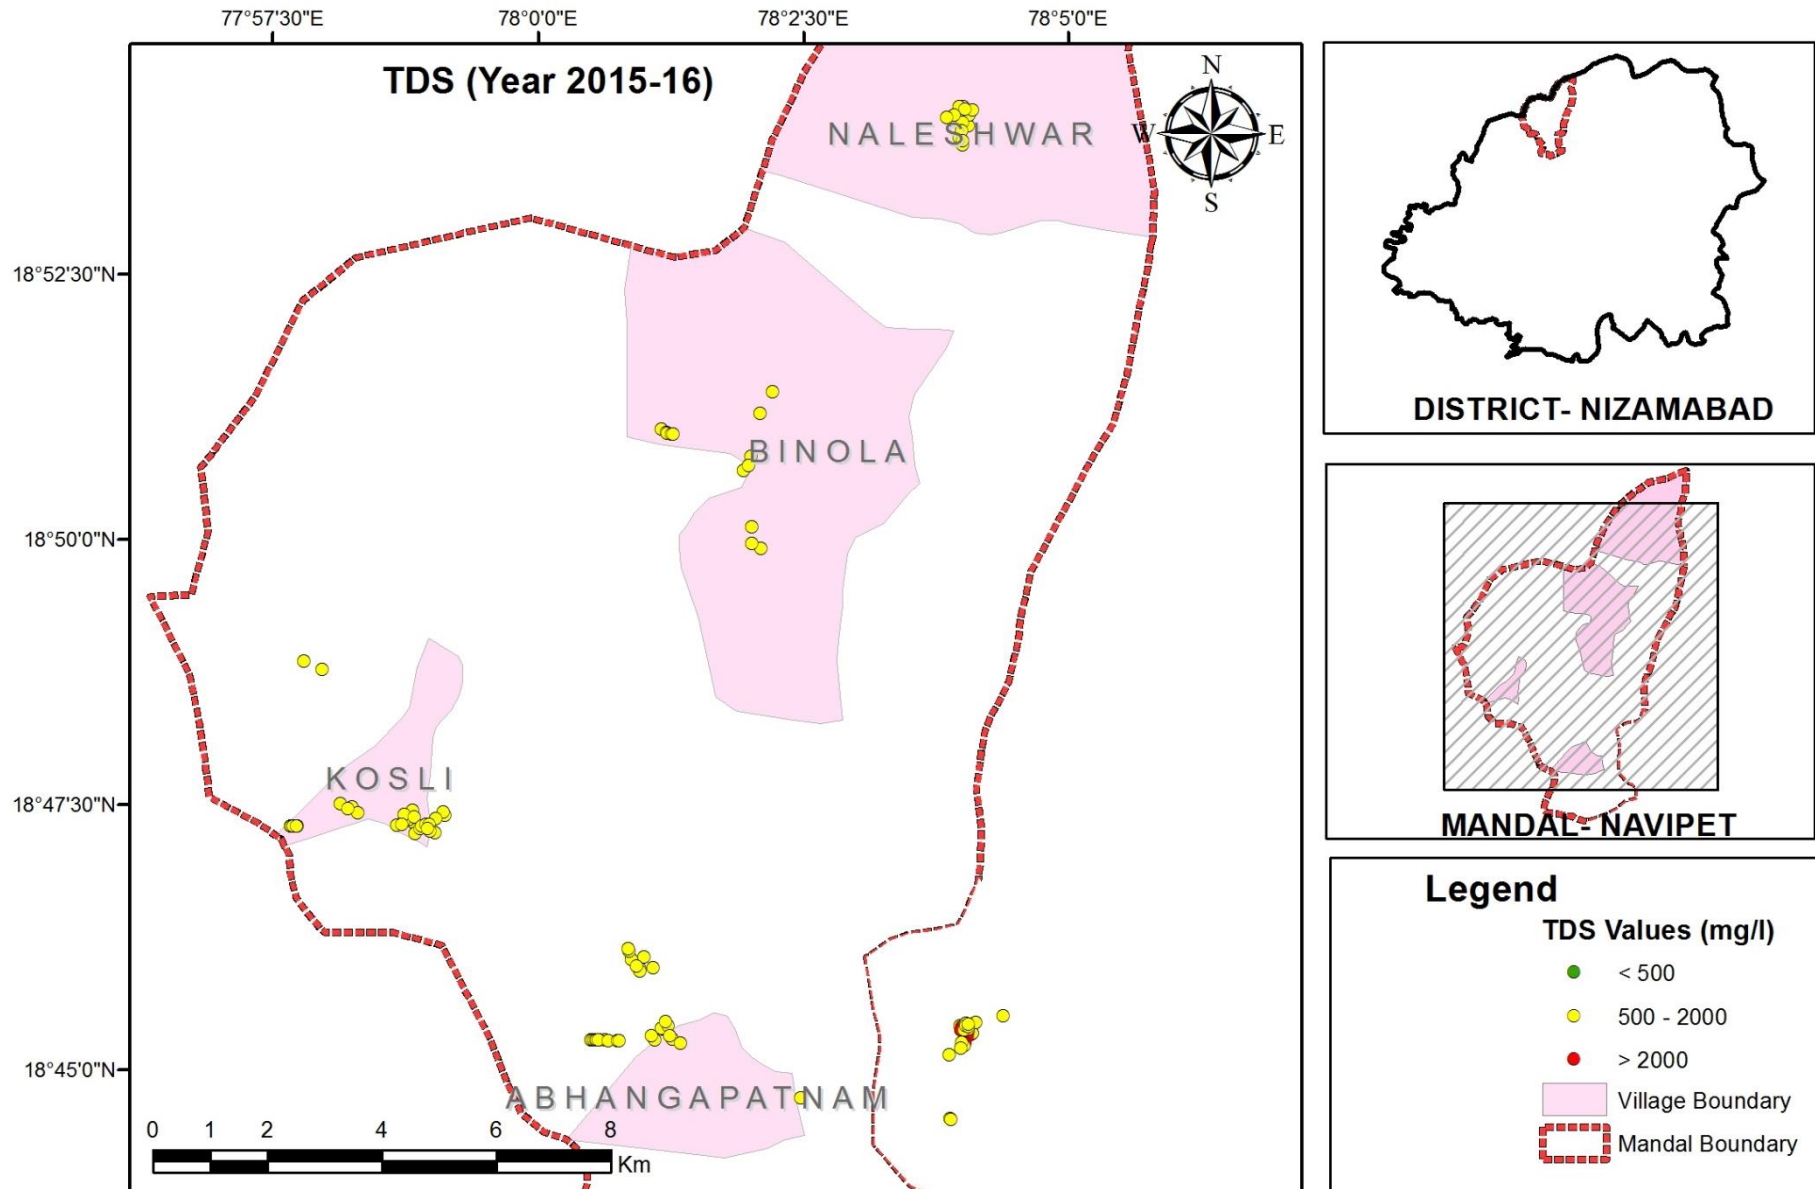 77°57'30"E 78°0'0"E 78°2'30"E 78°5'0"E
TDS (Year 2015-16)
N
W E
S
NALESHWAR
18°52'30"N
BINOLA
18°50'0"N
KOSLI
18°47'30"N
18°45'0"N
ABHANGAPATNAM
0 1 2 4 6 8
Km
DISTRICT- NIZAMABAD
MANDAL- NAVIPET
Legend
TDS Values (mg/l)
< 500
500 - 2000
> 2000
Village Boundary
Mandal Boundary